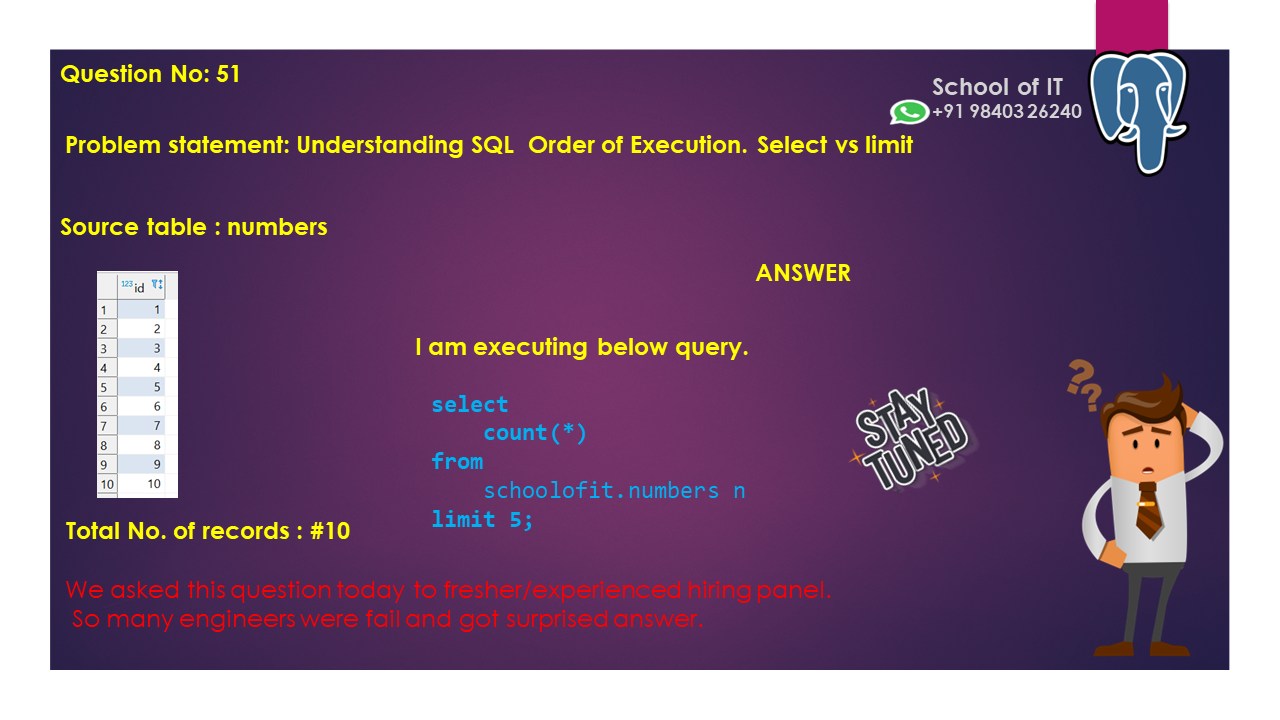 Question No: 51
School of IT
+91 98403 26240
Problem statement: Understanding SQL  Order of Execution. Select vs limit
Source table : numbers
ANSWER
123 id
1 1
2 2
3 3
4 4
5 5
6 6
7 7
8 8
9 9
10 10
I am executing below query.
select
    count(*)
from
    schoolofit.numbers n
limit 5;
STAY
TUNED
??
Total No. of records : #10
We asked this question today to fresher/experienced hiring panel.
So many engineers were fail and got surprised answer.